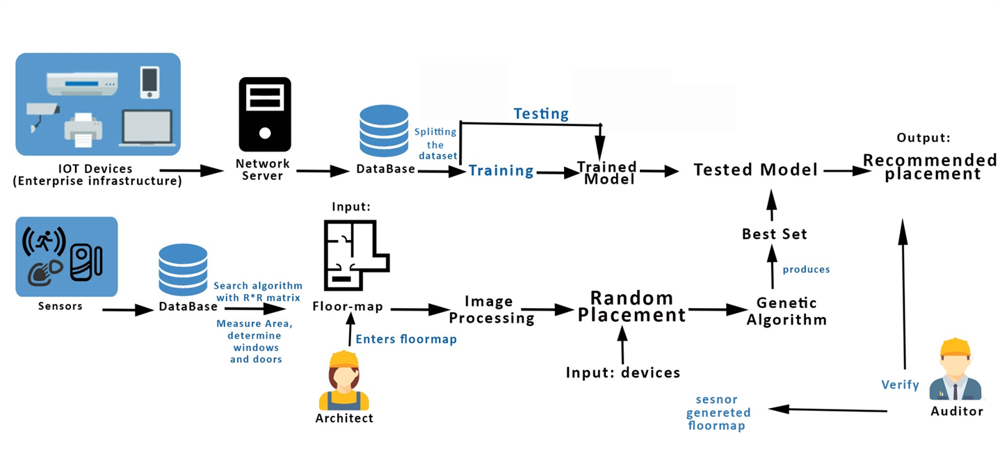 Testing
Splitting
the
dataset
Output:
IOT Devices
(Enterprise infrastructure)
Network
Server
DataBase
Training
Trained
Model
Tested Model
Recommended
placement
Input:
Best Set
produces
Sensors
DataBase
Search algorithm
with R*R matrix
Measure Area,
determine
windows
and doors
Floor-map
Enters floormap
Architect
Image
Processing
Random
Placement
Input: devices
Genetic
Algorithm
Verify
Auditor
sesnor
genereted
floormap